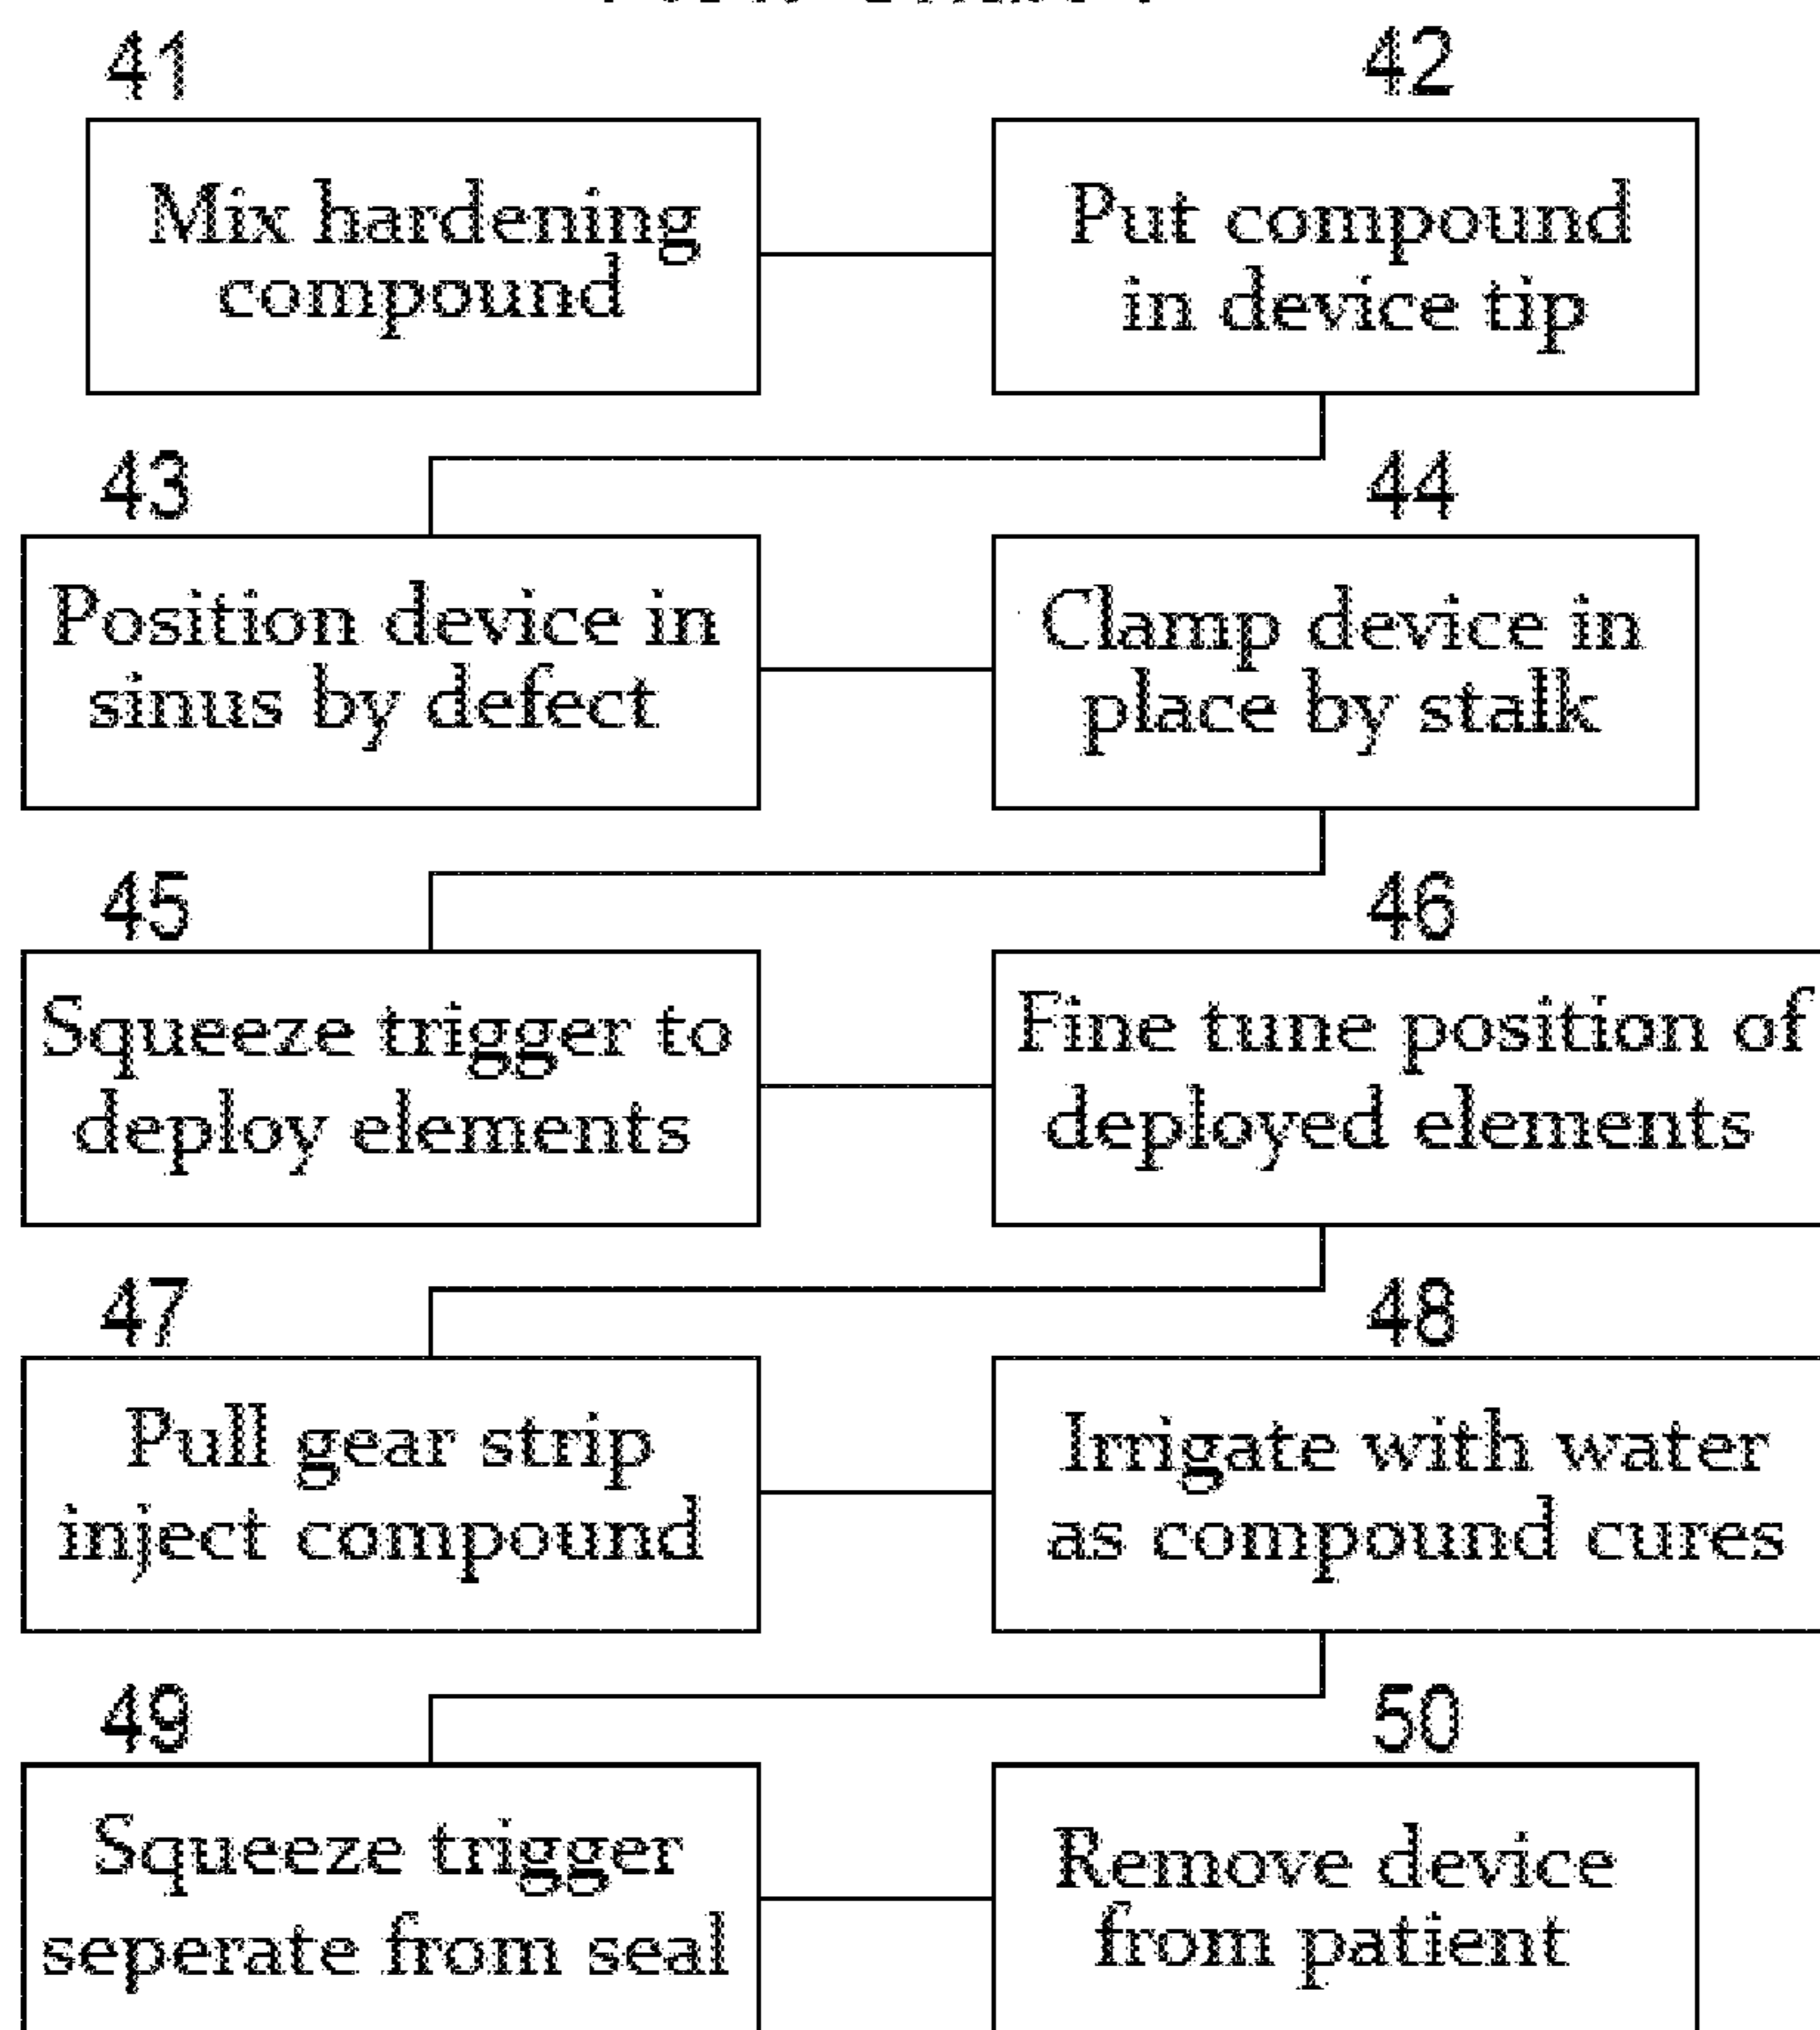 41
42
Mix hardening
compound
Put compound
in device tip
43
44
Position device in
sinus by defect
Clamp device in
place by stalk
45
46
Squeeze trigger to
deploy elements
Fine tune position of
deployed elements
47
48
Pull gear strip
inject compound
Irrigate with water
as compound cures
49
50
Squeeze trigger
seperate from seal
Remove device
from patient